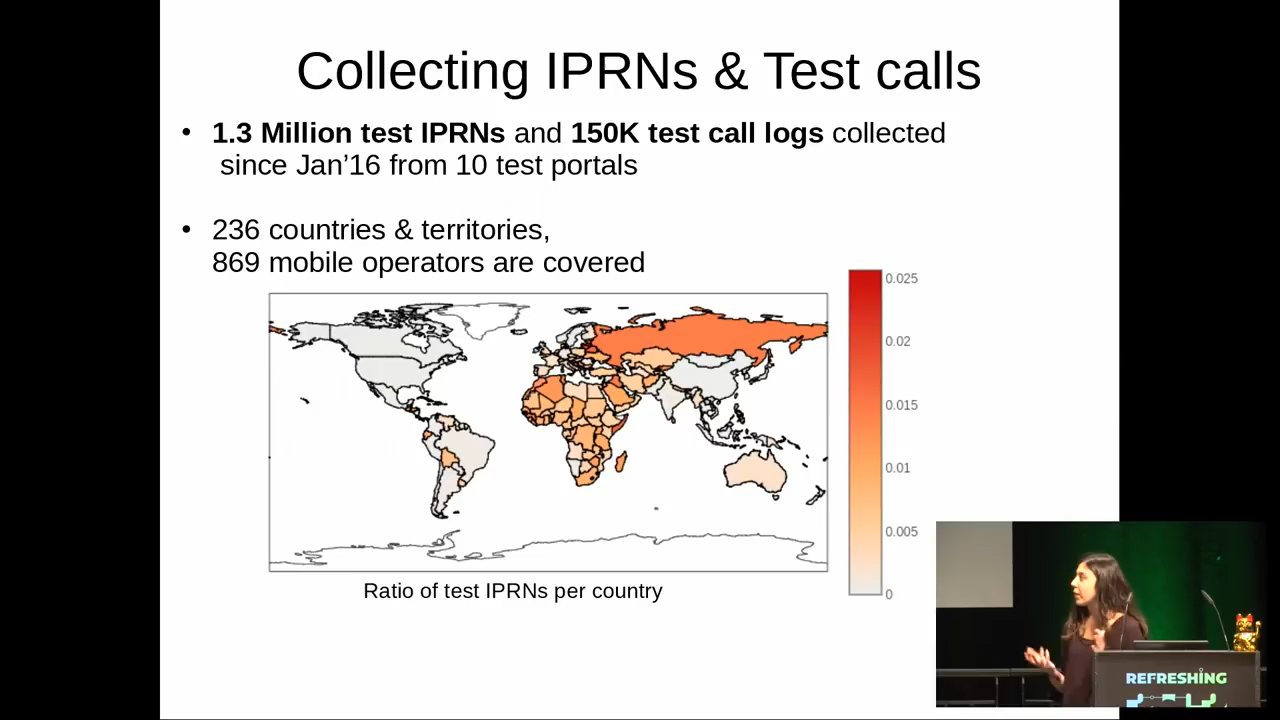 Collecting IPRNs & Test calls
• 1.3 Million test IPRNs and 150K test call logs collected
since Jan’16 from 10 test portals
• 236 countries & territories,
869 mobile operators are covered
0.025
0.02
0.015
0.01
0.005
0
Ratio of test IPRNs per country
REFRESHING